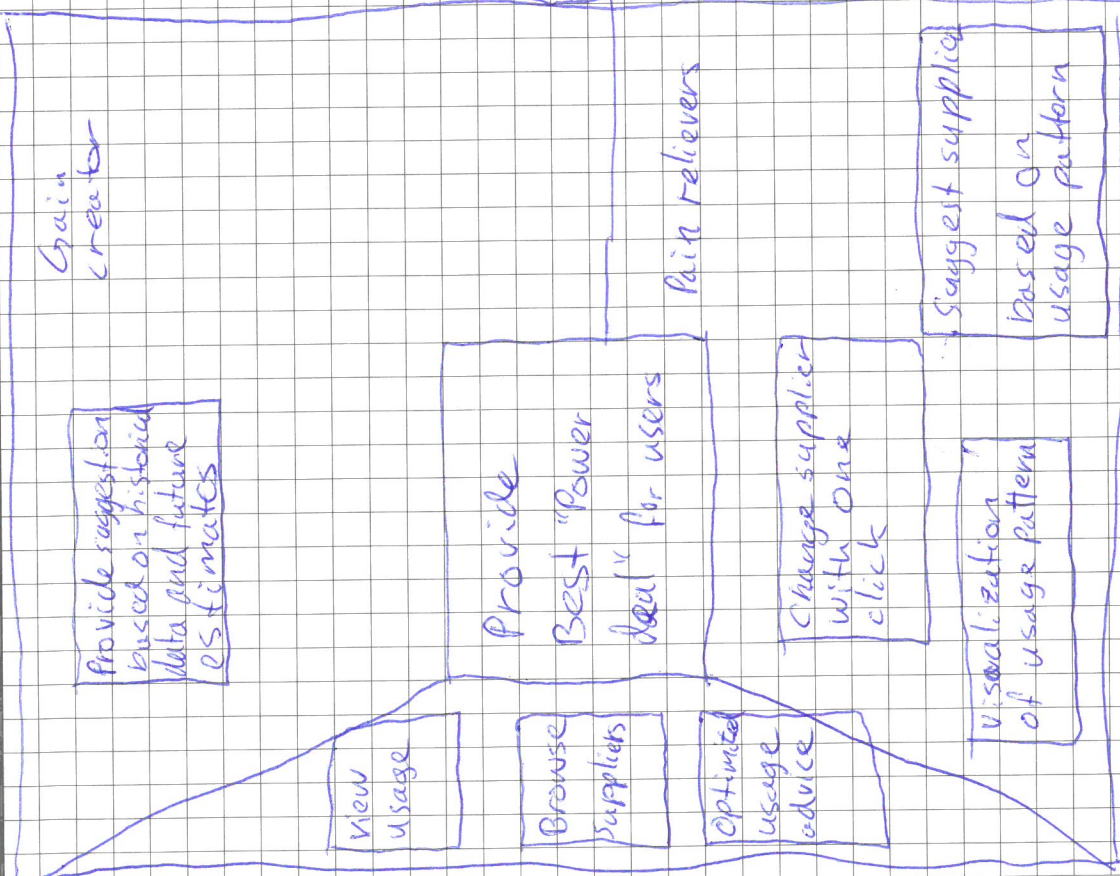 Gain
creator
Provide suggestion
based on historical
data and future
estimates
View
usage
Provide
Best "Power
deal" for users
Browse
suppliers
Pain relievers
Optimited
usage
advice
Change supplier
with one
click
Suggest supplier
based on
usage pattern
Visualization
of usage Pattern